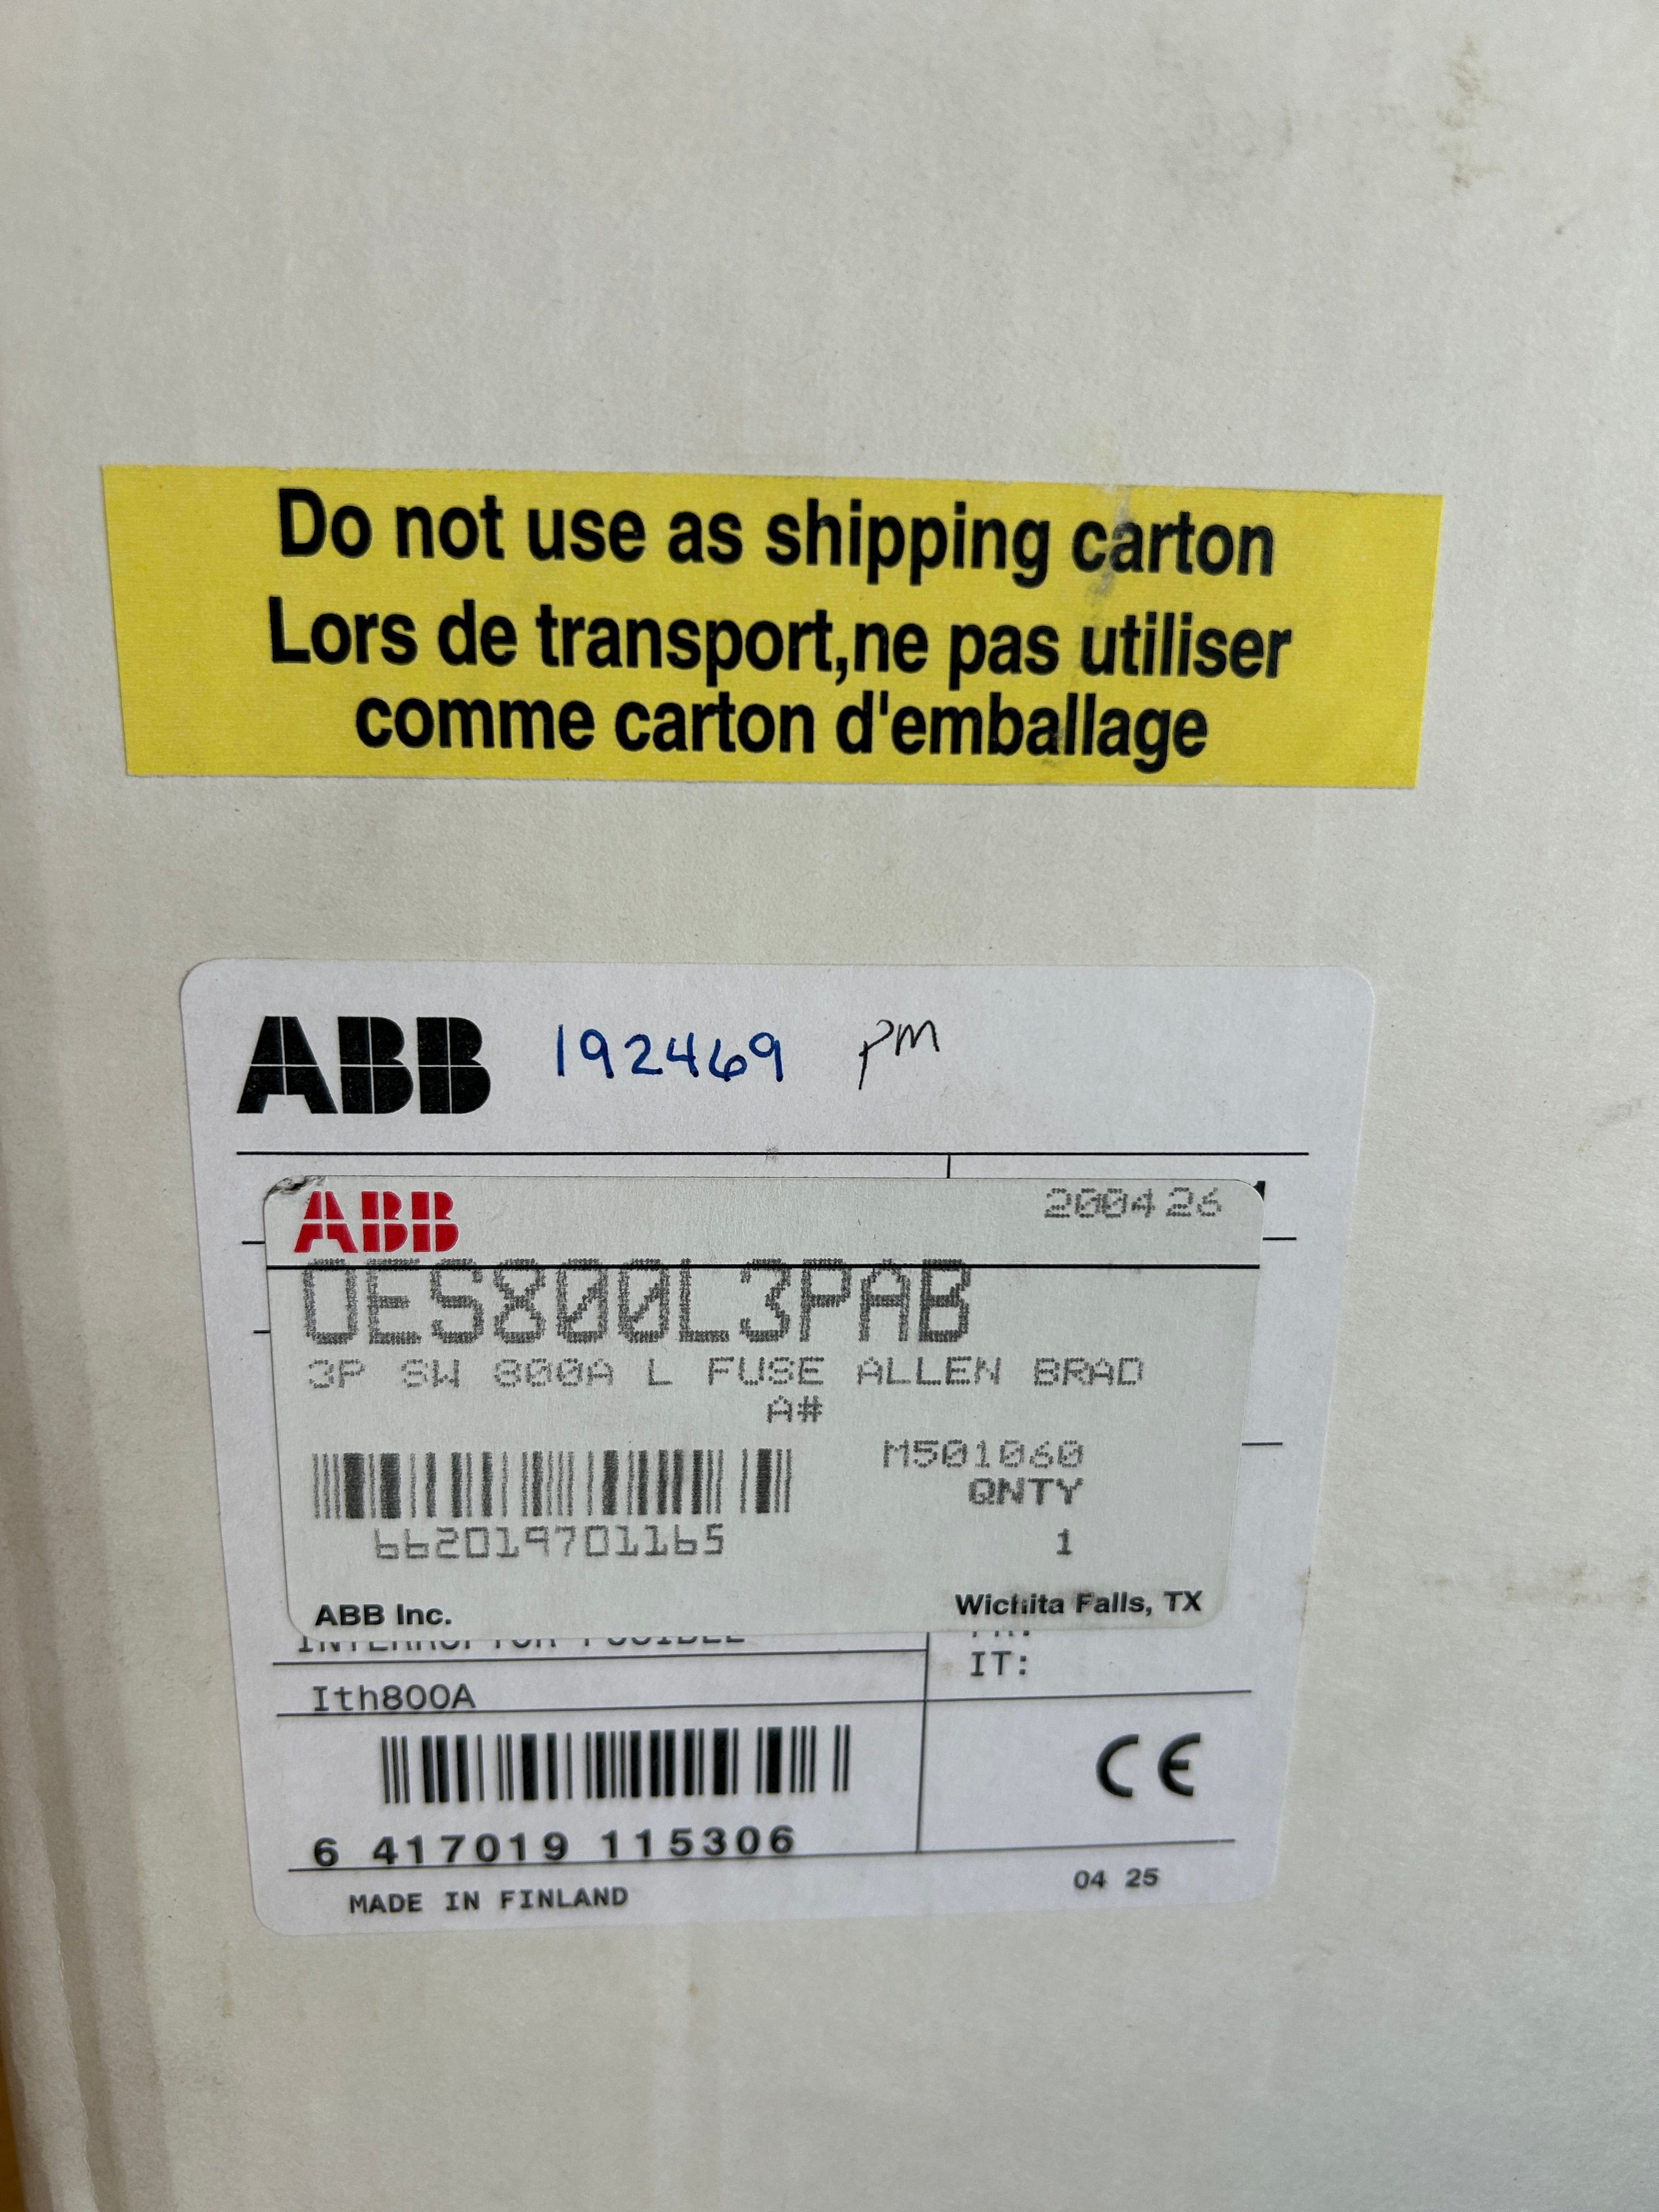 Do not use as shipping carton
Lors de transport,ne pas utiliser
comme carton d'emballage
ABB 192469 PM
ABB 200426
OES800L3PAB
3P SW 800A L FUSE ALLEN BRAD
A#
M501060
QNTY
662019701165 1
ABB Inc. Wichita Falls, TX
IT:
Ith800A
CE
6 417019 115306
04 25
MADE IN FINLAND